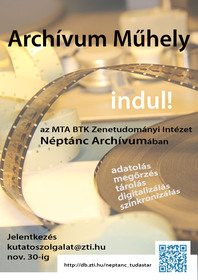 Archívum Műhely
indul!
az MTA BTK Zenetudományi Intézet
Néptánc Archívumában
adatolás
megőrzés
tárolás
digitalizálás
szinkronizálás
Jelentkezés
kutatoszolgalat@zti.hu
nov. 30-ig
http://db.zti.hu/neptanc_tudastar